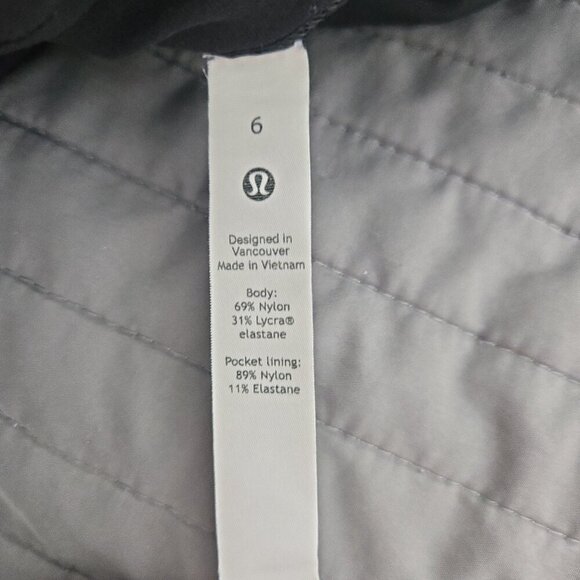 6
Designed in
Vancouver
Made in Vietnam
Body:
69% Nylon
31% Lycra®
elastane
Pocket lining:
89% Nylon
11% Elastane